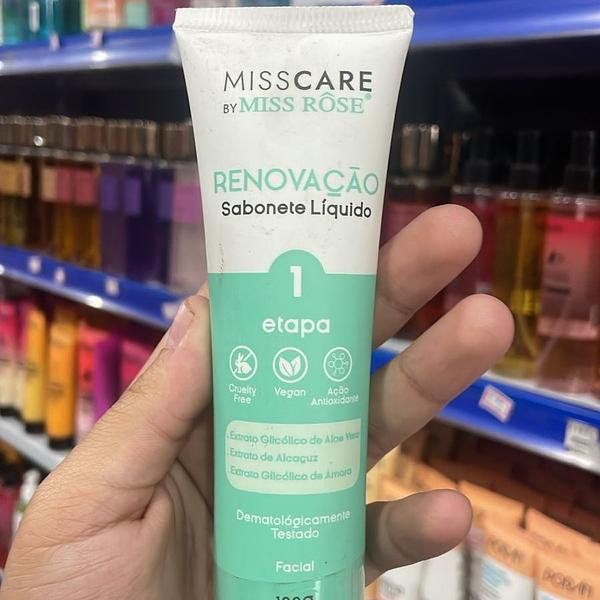 MISSCARE
BY MISS RÔSE®
RENOVAÇÃO
Sabonete Líquido
1
etapa
Cruelty
Free
Vegan
Ação
Antioxidante
.Extrato Glicólico de Aloe Vera
.Extrato de Alcaçuz
.Extrato Glicólico de Amora
Dematológicamente
Testado
Facial